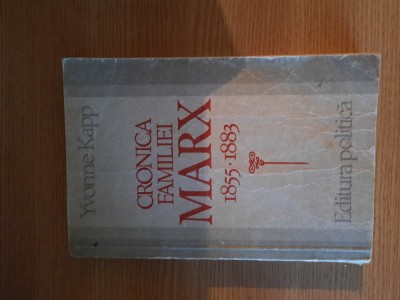 Yvonne Kapp
CRONICA
FAMILIEI
MARX
1855·1883
Editura politică